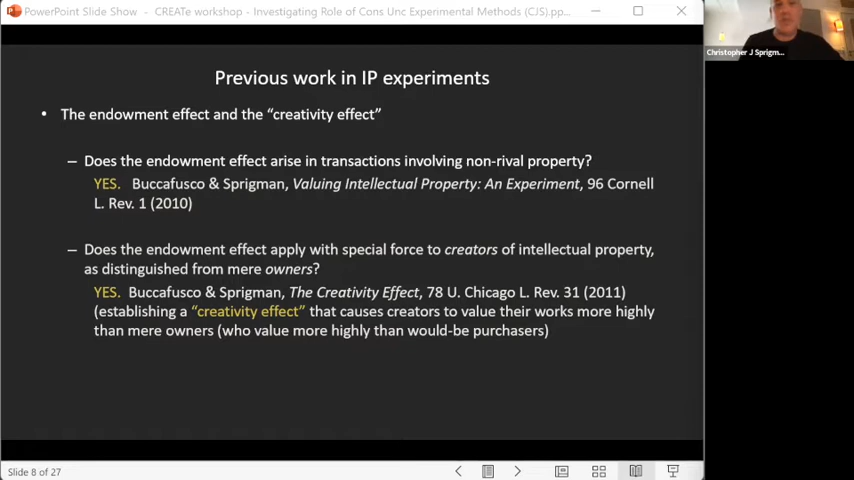 PowerPoint Slide Show - CREATe workshop - Investigating Role of Cons Unc Experimental Methods (CJS).pp...
Christopher J Sprigm...
Previous work in IP experiments
• The endowment effect and the “creativity effect”
– Does the endowment effect arise in transactions involving non-rival property?
YES. Buccafusco & Sprigman, Valuing Intellectual Property: An Experiment, 96 Cornell
L. Rev. 1 (2010)
– Does the endowment effect apply with special force to creators of intellectual property,
as distinguished from mere owners?
YES. Buccafusco & Sprigman, The Creativity Effect, 78 U. Chicago L. Rev. 31 (2011)
(establishing a “creativity effect” that causes creators to value their works more highly
than mere owners (who value more highly than would-be purchasers)
Slide 8 of 27